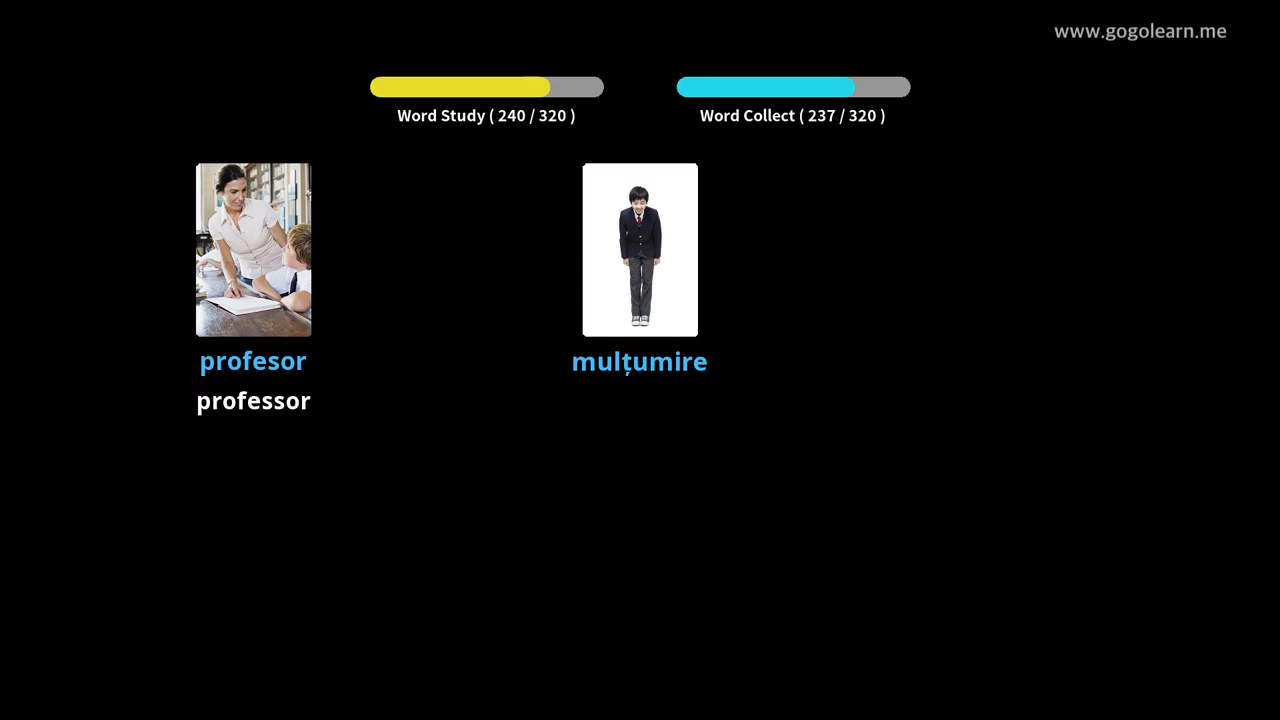 www.gogolearn.me
Word Study ( 240 / 320 )
Word Collect ( 237 / 320 )
profesor
professor
mulțumire